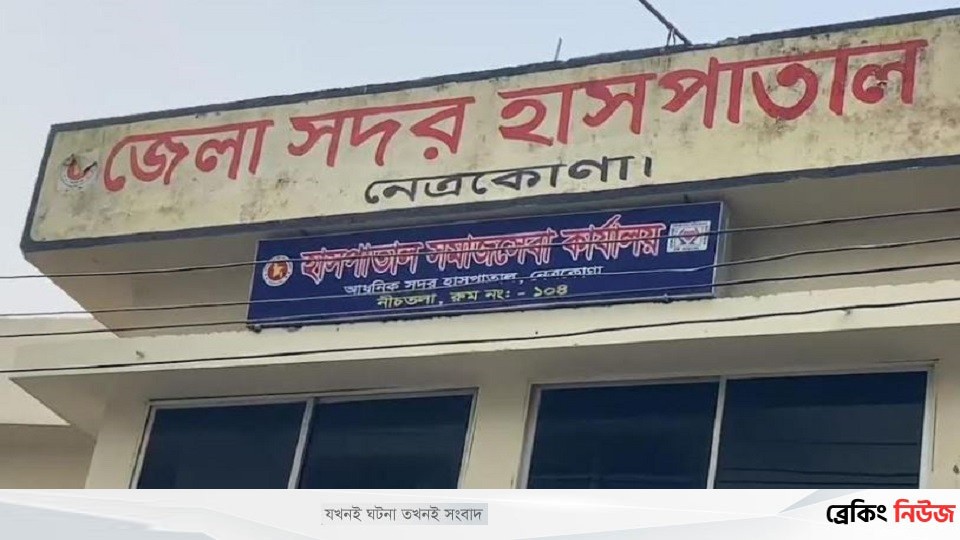 জেলা সদর হাসপাতাল
নেত্রকোণা।
হাসপাতাল সমাজসেবা কার্যালয়
আধুনিক সদর হাসপাতাল, নেত্রকোণা
নীচতলা, রুম নং: - ১০৪
যখনই ঘটনা তখনই সংবাদ
ব্রেকিং নিউজ